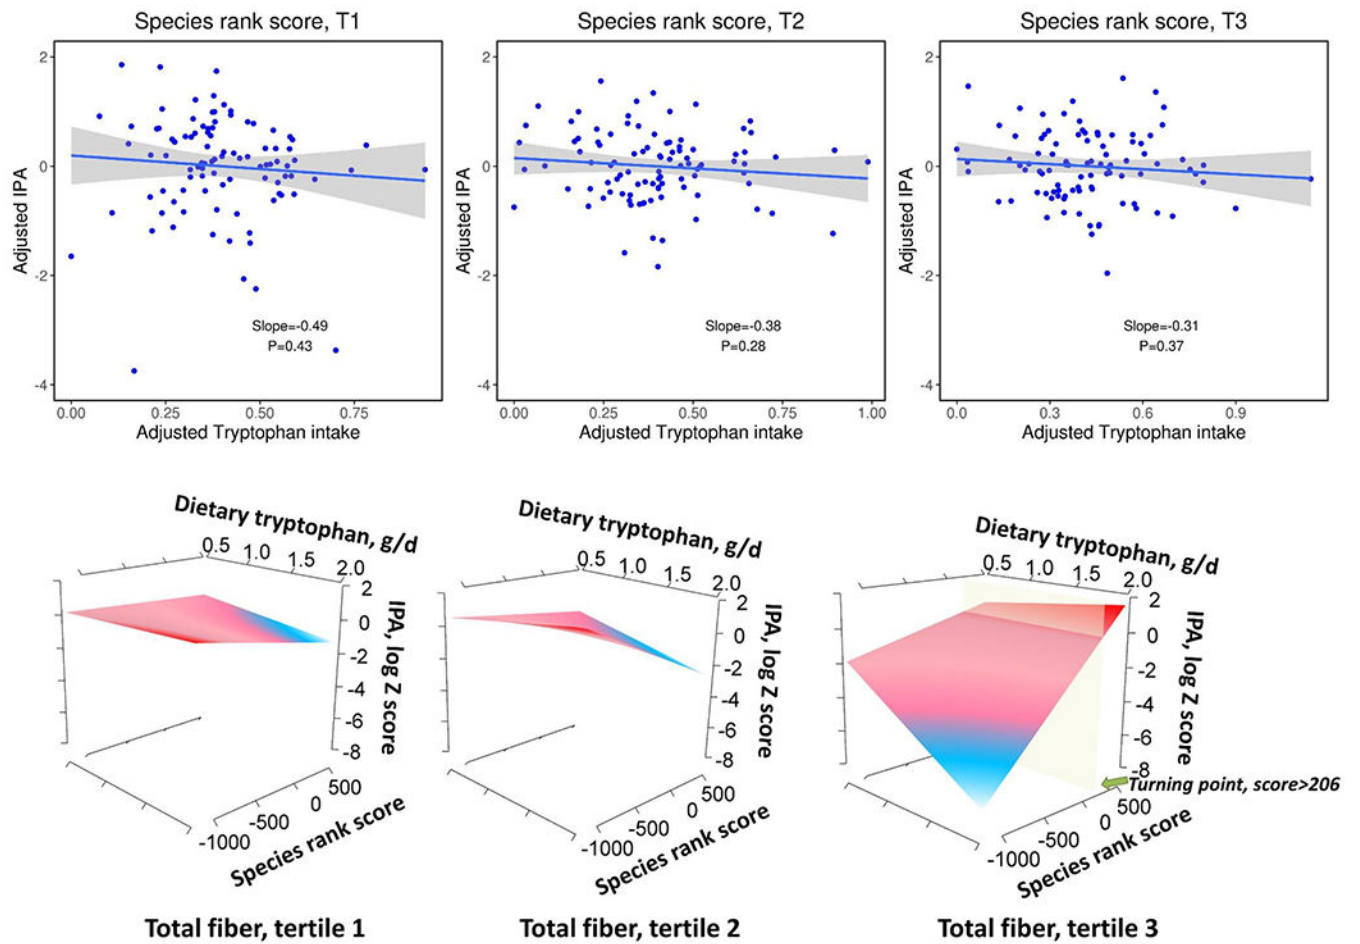 Species rank score, T1
Species rank score, T2
Species rank score, T3
2
0
-2
-4
Adjusted IPA
Slope=-0.49
P=0.43
0.00 0.25 0.50 0.75
Adjusted Tryptophan intake
2
0
-2
-4
Adjusted IPA
Slope=-0.38
P=0.28
0.00 0.25 0.50 0.75 1.00
Adjusted Tryptophan intake
2
0
-2
-4
Adjusted IPA
Slope=-0.31
P=0.37
0.0 0.3 0.6 0.9
Adjusted Tryptophan intake
Dietary tryptophan, g/d
0.5 1.0 1.5 2.0
2
0
-2
-4
-6
-8
IPA, log Z score
500
0
-500
-1000
Species rank score
Total fiber, tertile 1
Dietary tryptophan, g/d
0.5 1.0 1.5 2.0
2
0
-2
-4
-6
-8
IPA, log Z score
500
0
-500
-1000
Species rank score
Total fiber, tertile 2
Dietary tryptophan, g/d
0.5 1.0 1.5 2.0
2
0
-2
-4
-6
-8
IPA, log Z score
Turning point, score>206
500
0
-500
-1000
Species rank score
Total fiber, tertile 3